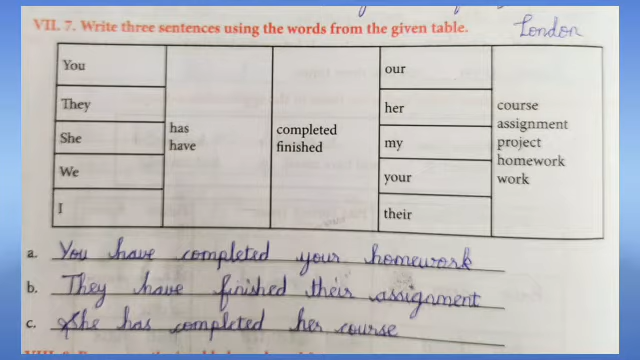 VII. 7. Write three sentences using the words from the given table.
London
You
They
She
We
I
has
have
completed
finished
our
her
my
your
their
course
assignment
project
homework
work
a. You have completed your homework
b. They have finished their assignment
c. She has completed her course